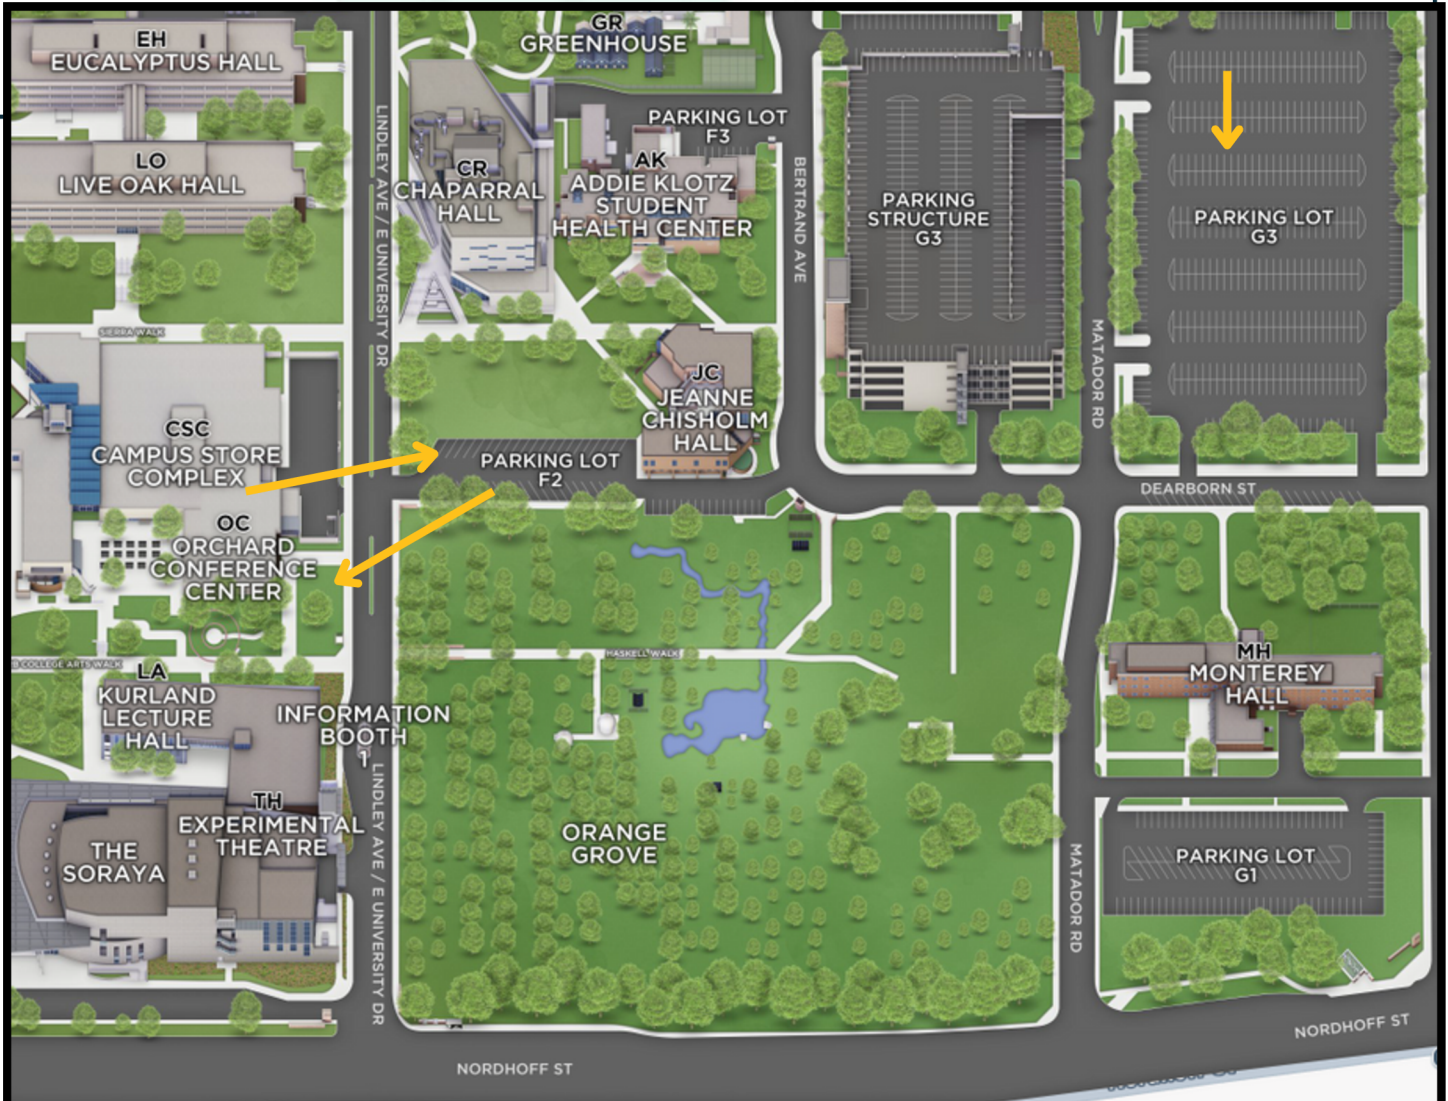 EH
EUCALYPTUS HALL
GR
GREENHOUSE
PARKING LOT
F3
LO
LIVE OAK HALL
CR
CHAPARRAL
HALL
AK
ADDIE KLOTZ
STUDENT
HEALTH CENTER
PARKING
STRUCTURE
G3
PARKING LOT
G3
LINDLEY AVE / E UNIVERSITY DR
BERTRAND AVE
MATADOR RD
SIERRA WALK
JC
JEANNE
CHISHOLM
HALL
CSC
CAMPUS STORE
COMPLEX
PARKING LOT
F2
DEARBORN ST
OC
ORCHARD
CONFERENCE
CENTER
HASKELL WALK
B COLLEGE ARTS WALK
LA
KURLAND
LECTURE
HALL
INFORMATION
BOOTH
1
MH
MONTEREY
HALL
TH
EXPERIMENTAL
THEATRE
THE
SORAYA
ORANGE
GROVE
LINDLEY AVE / E UNIVERSITY DR
MATADOR RD
PARKING LOT
G1
NORDHOFF ST
NORDHOFF ST